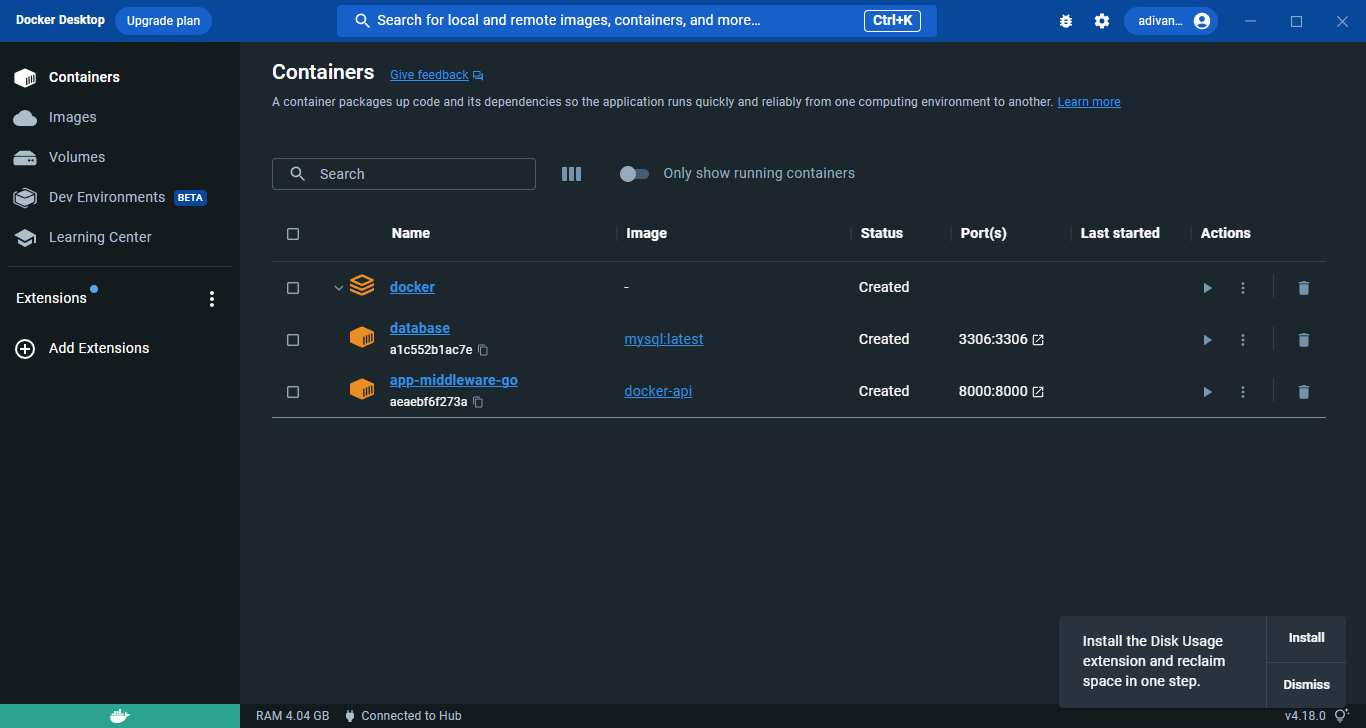 Docker Desktop
Upgrade plan
Search for local and remote images, containers, and more...
Ctrl+K
adivan...
Containers
Images
Volumes
Dev Environments BETA
Learning Center
Extensions
Add Extensions
Containers
Give feedback
A container packages up code and its dependencies so the application runs quickly and reliably from one computing environment to another. Learn more
Search
Only show running containers
Name Image Status Port(s) Last started Actions
docker - Created
database
a1c552b1ac7e
mysql:latest Created 3306:3306
app-middleware-go
aeaebf6f273a
docker-api Created 8000:8000
Install the Disk Usage
extension and reclaim
space in one step.
Install
Dismiss
RAM 4.04 GB Connected to Hub
v4.18.0